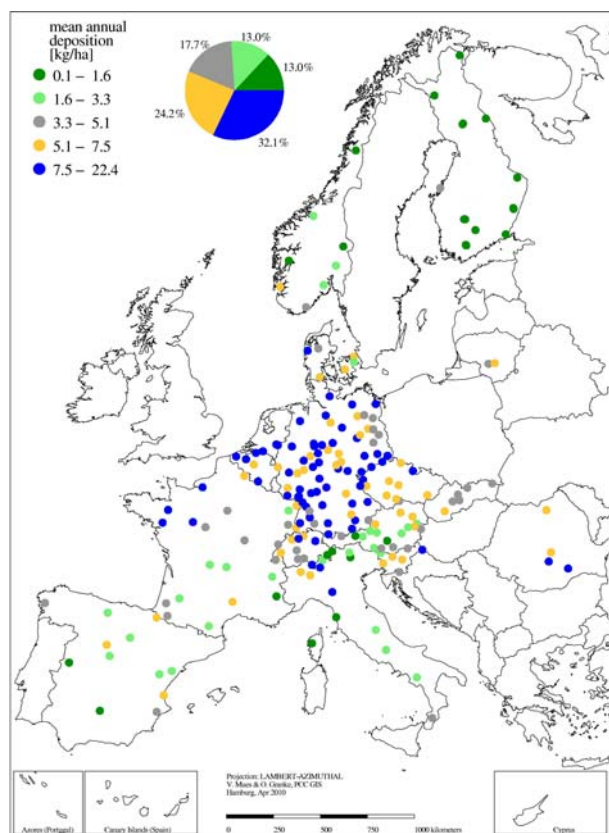 mean annual
deposition
[kg/ha]
0.1 – 1.6
1.6 – 3.3
3.3 – 5.1
5.1 – 7.5
7.5 – 22.4
17.7%
13.0%
13.0%
24.2%
32.1%
Projection: LAMBERT-AZIMUTHAL
V. Mues & O. Granke, PCC GIS
Hamburg, Apr 2010
0 250 500 750 1000 kilometers
Azores (Portugal)
Canary Islands (Spain)
Cyprus